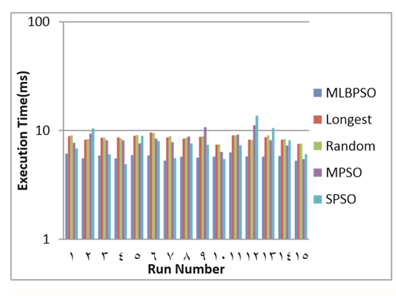 Execution Time(ms)
100
10
1
١ ٢ ٣ ٤ ٥ ٦ ٧ ٨ ٩ ١٠ ١١ ١٢ ١٣ ١٤ ١٥
Run Number
MLBPSO
Longest
Random
MPSO
SPSO